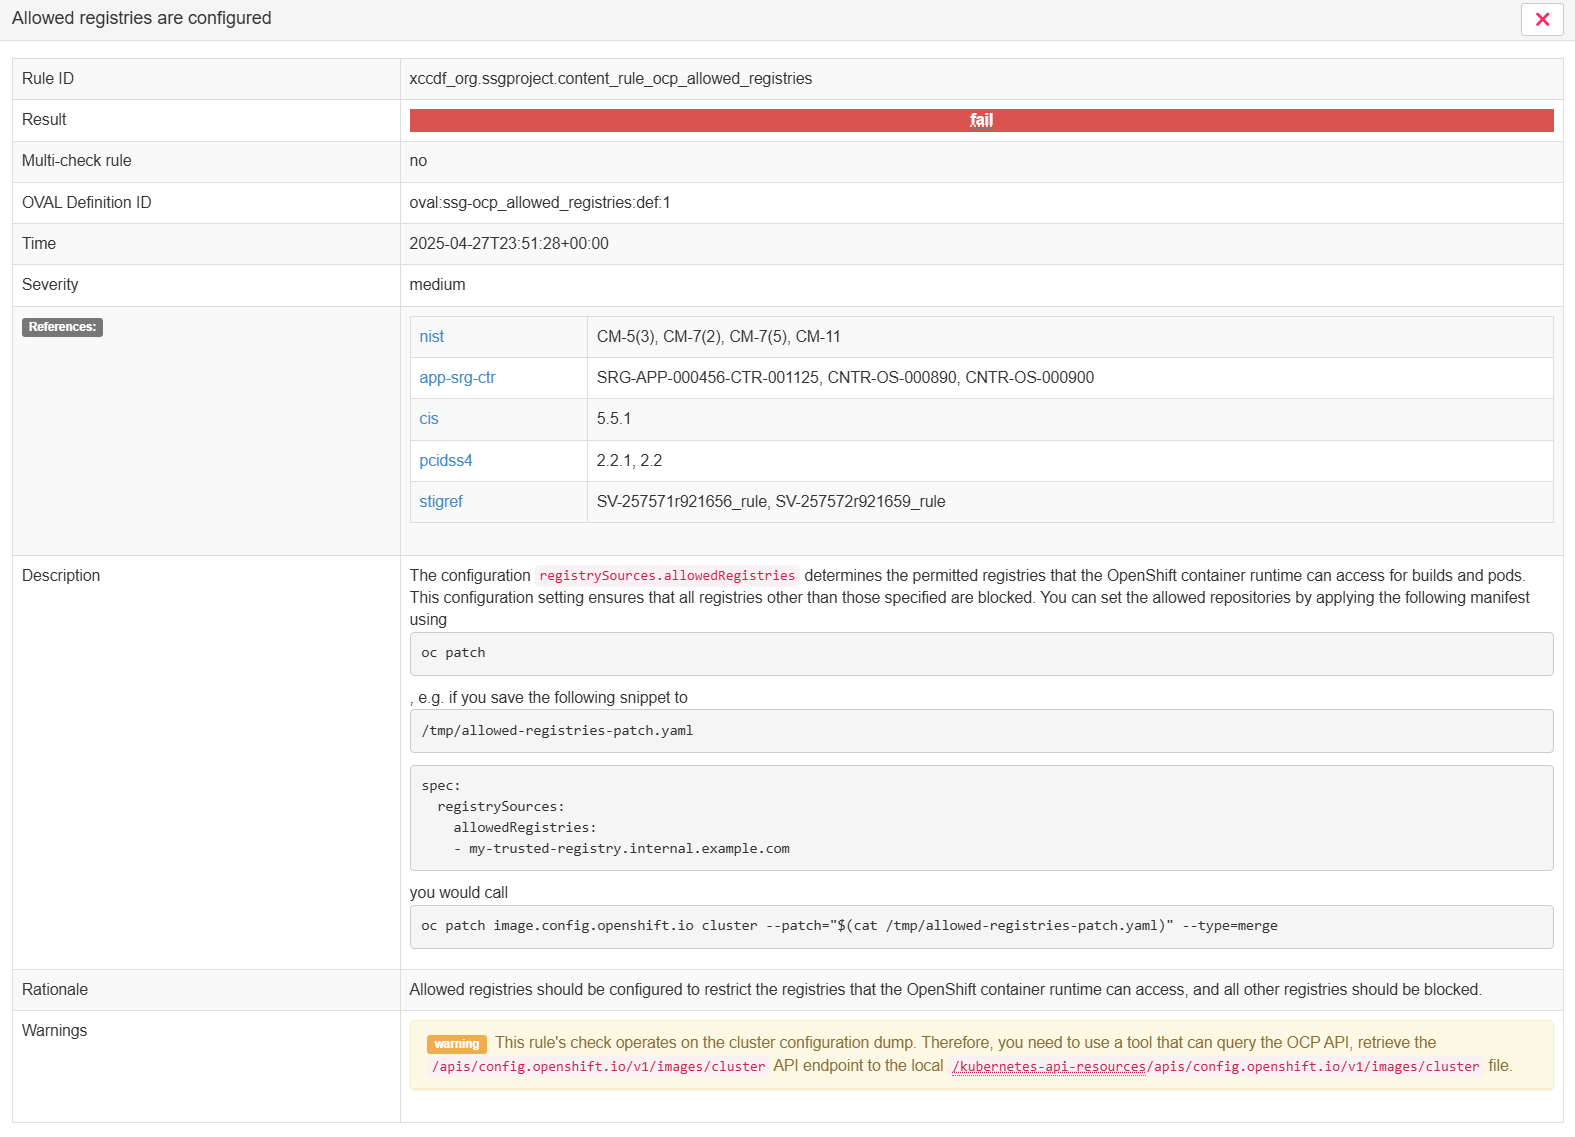 Allowed registries are configured
Rule ID xccdf_org.ssgproject.content_rule_ocp_allowed_registries
Result fail
Multi-check rule no
OVAL Definition ID oval:ssg-ocp_allowed_registries:def:1
Time 2025-04-27T23:51:28+00:00
Severity medium
References:
nist CM-5(3), CM-7(2), CM-7(5), CM-11
app-srg-ctr SRG-APP-000456-CTR-001125, CNTR-OS-000890, CNTR-OS-000900
cis 5.5.1
pcidss4 2.2.1, 2.2
stigref SV-257571r921656_rule, SV-257572r921659_rule
Description The configuration registrySources.allowedRegistries determines the permitted registries that the OpenShift container runtime can access for builds and pods.
This configuration setting ensures that all registries other than those specified are blocked. You can set the allowed repositories by applying the following manifest
using
oc patch
, e.g. if you save the following snippet to
/tmp/allowed-registries-patch.yaml
spec:
  registrySources:
    allowedRegistries:
    - my-trusted-registry.internal.example.com
you would call
oc patch image.config.openshift.io cluster --patch="$(cat /tmp/allowed-registries-patch.yaml)" --type=merge
Rationale Allowed registries should be configured to restrict the registries that the OpenShift container runtime can access, and all other registries should be blocked.
Warnings
warning This rule's check operates on the cluster configuration dump. Therefore, you need to use a tool that can query the OCP API, retrieve the
/apis/config.openshift.io/v1/images/cluster API endpoint to the local /kubernetes-api-resources/apis/config.openshift.io/v1/images/cluster file.